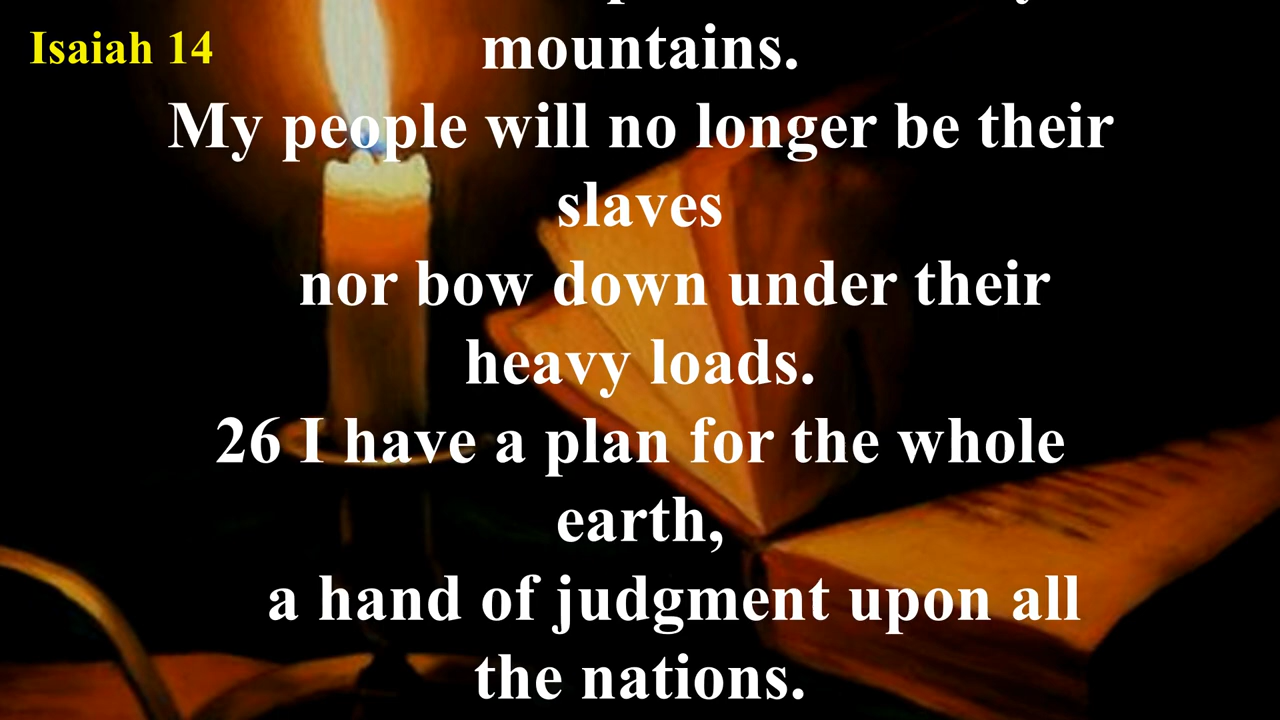 Isaiah 14
mountains.
My people will no longer be their
slaves
nor bow down under their
heavy loads.
26 I have a plan for the whole
earth,
a hand of judgment upon all
the nations.